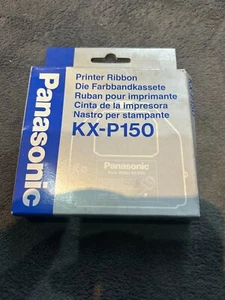 Panasonic
Printer Ribbon
Die Farbbandkassete
Ruban pour imprimante
Cinta de la impresora
Nastro per stampante
KX-P150
Panasonic